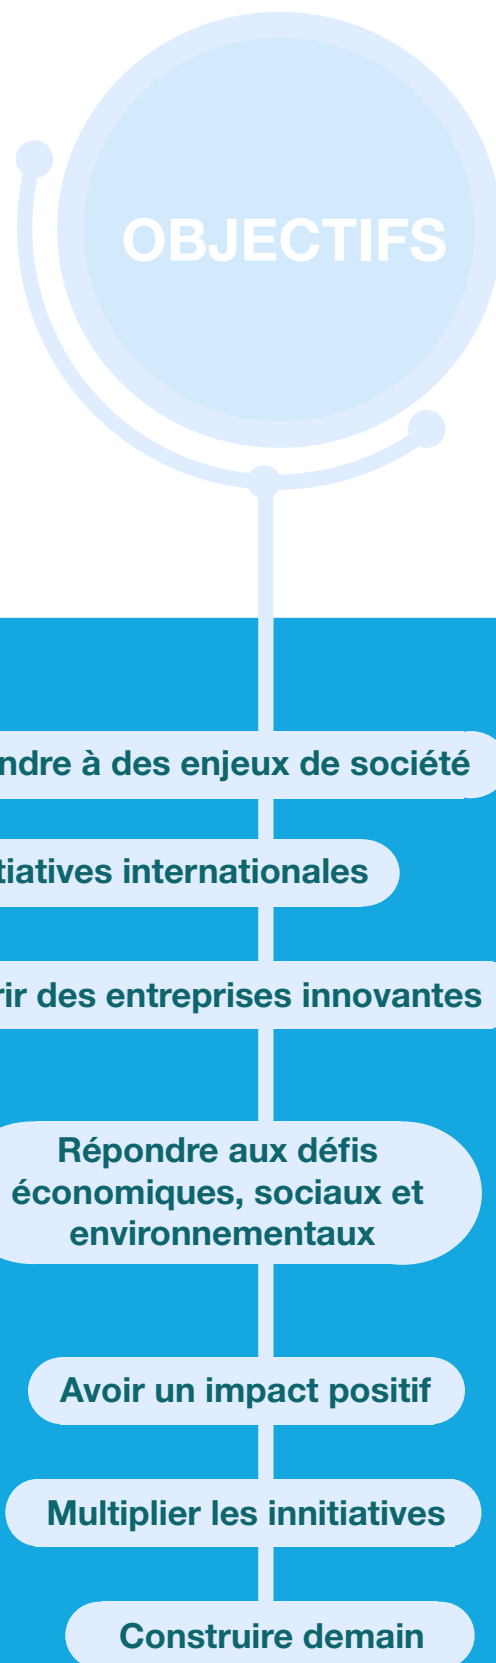 OBJECTIFS
ndre à des enjeux de société
tiatives internationales
rir des entreprises innovantes
Répondre aux défis
économiques, sociaux et
environnementaux
Avoir un impact positif
Multiplier les innitiatives
Construire demain